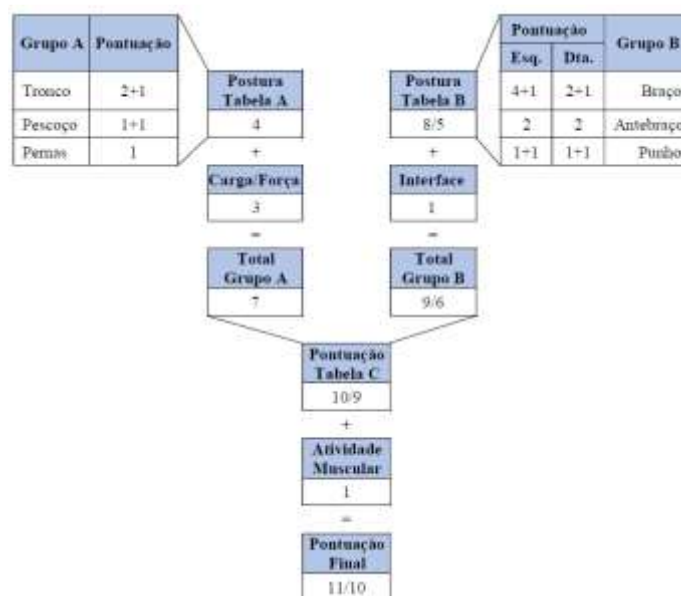 Grupo A Pontuação
Tronco 2+1
Pescoço 1+1
Pernas 1
Pontuação Grupo B
Esq. Dta.
4+1 2+1 Braço
2 2 Antebraço
1+1 1+1 Punho
Postura
Tabela A
4
+
Carga/Força
3
=
Total
Grupo A
7
Postura
Tabela B
8/5
+
Interface
1
=
Total
Grupo B
9/6
Pontuação
Tabela C
10/9
+
Atividade
Muscular
1
=
Pontuação
Final
11/10